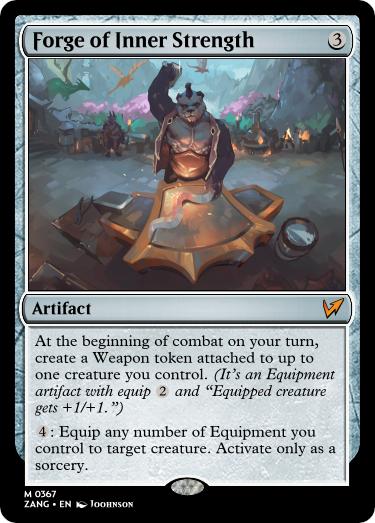 Forge of Inner Strength 3
Artifact
At the beginning of combat on your turn,
create a Weapon token attached to up to
one creature you control. (It's an Equipment
artifact with equip 2 and “Equipped creature
gets +1/+1.”)
4: Equip any number of Equipment you
control to target creature. Activate only as a
sorcery.
M 0367
ZANG • EN Joohnson